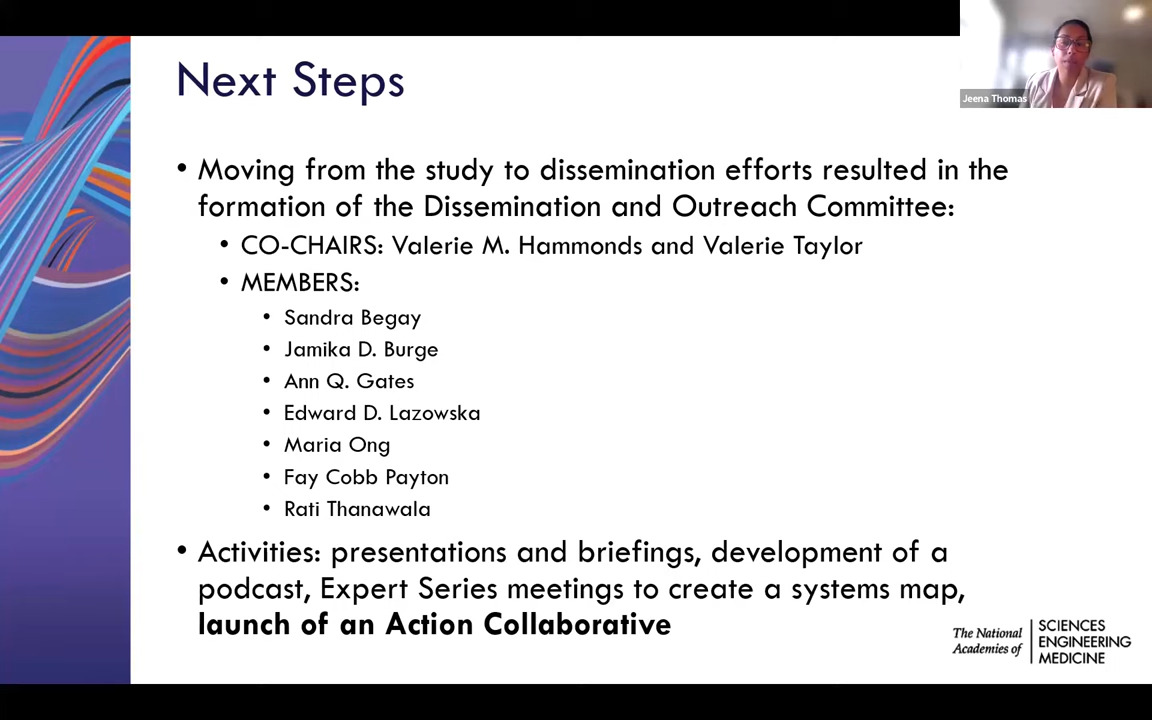 Next Steps
Jeena Thomas
• Moving from the study to dissemination efforts resulted in the
formation of the Dissemination and Outreach Committee:
• CO-CHAIRS: Valerie M. Hammonds and Valerie Taylor
• MEMBERS:
• Sandra Begay
• Jamika D. Burge
• Ann Q. Gates
• Edward D. Lazowska
• Maria Ong
• Fay Cobb Payton
• Rati Thanawala
• Activities: presentations and briefings, development of a
podcast, Expert Series meetings to create a systems map,
launch of an Action Collaborative
The National
Academies of
SCIENCES
ENGINEERING
MEDICINE